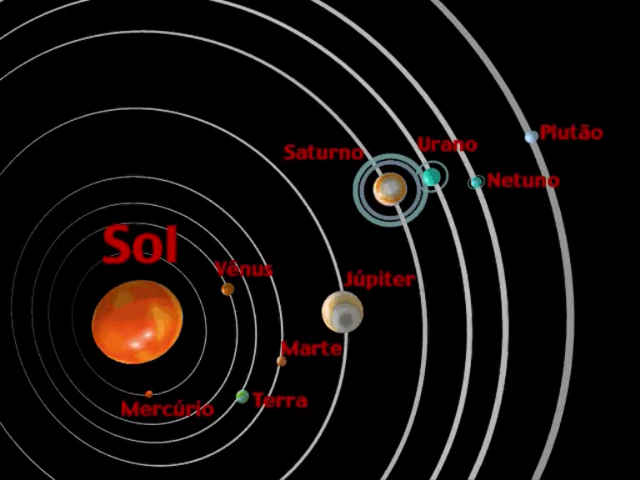 Plutão
Urano
Saturno
Netuno
Sol
Vênus
Júpiter
Marte
Terra
Mercúrio